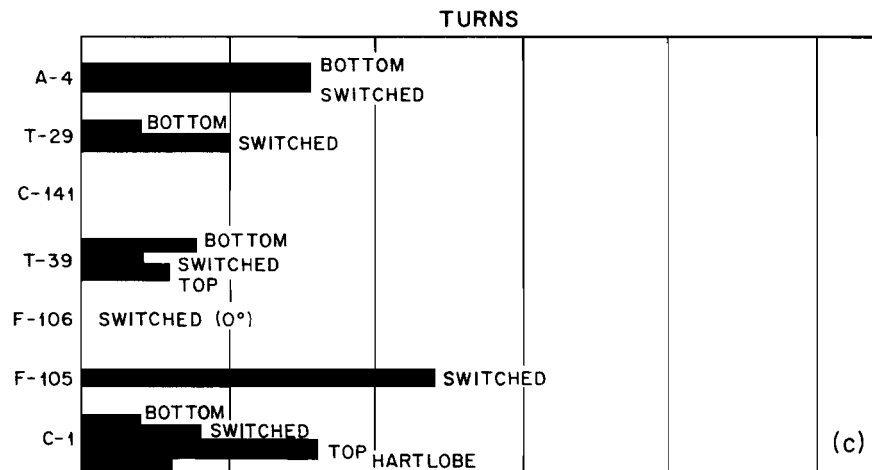 TURNS
A-4
BOTTOM
SWITCHED
T-29
BOTTOM
SWITCHED
C-141
T-39
BOTTOM
SWITCHED
TOP
F-106
SWITCHED (0°)
F-105
SWITCHED
C-1
BOTTOM
SWITCHED
TOP
HARTLOBE
(c)